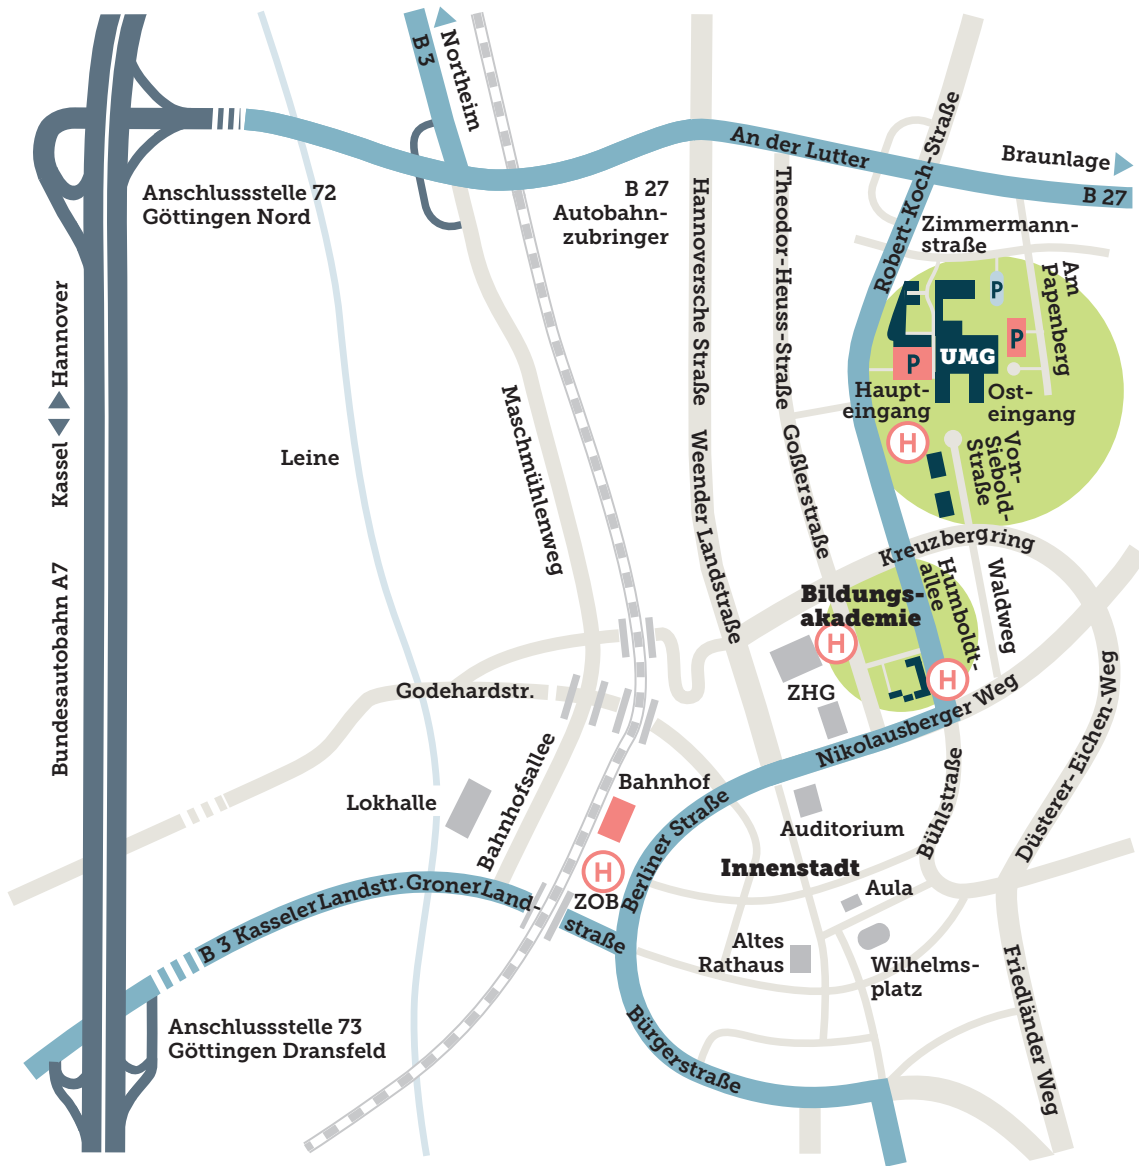 B 3
Northeim
Anschlussstelle 72
Göttingen Nord
B 27
Autobahn-
zubringer
An der Lutter
Braunlage
B 27
Robert-Koch-Straße
Zimmermann-
straße
Am
Papenberg
Hannoversche Straße
Theodor-Heuss-Straße
P
P
P
UMG
Haupt-
eingang
Ost-
eingang
H
Von-
Siebold-
Straße
Kassel
Hannover
Bundesautobahn A7
Leine
Maschmühlenweg
Weender Landstraße
Goßlerstraße
Kreuzbergring
Humboldt-
allee
Waldweg
Bildungs-
akademie
H
H
ZHG
Nikolausberger Weg
Düsterer-Eichen-Weg
Godehardstr.
Bahnhofsallee
Lokhalle
Bahnhof
H
ZOB
Berliner Straße
Auditorium
Bühlstraße
Innenstadt
Aula
Altes
Rathaus
Wilhelms-
platz
Friedländer Weg
B 3 Kasseler Landstr. Groner Land-
straße
Bürgerstraße
Anschlussstelle 73
Göttingen Dransfeld